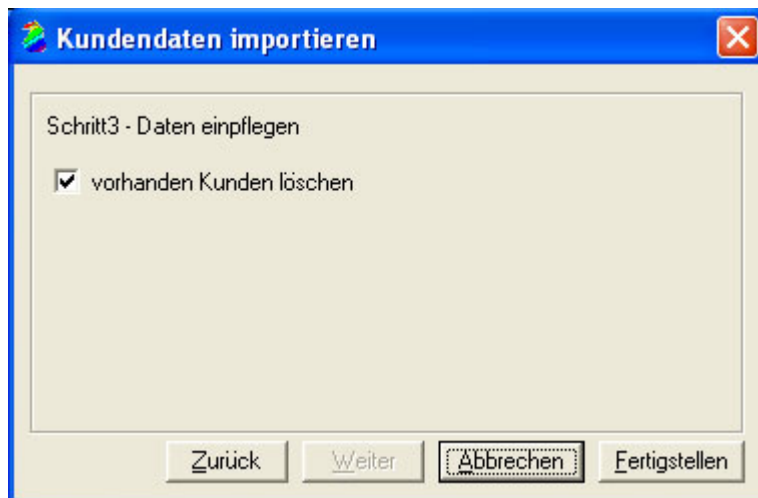 Kundendaten importieren
Schritt3 - Daten einpflegen
vorhanden Kunden löschen
Zurück Weiter Abbrechen Fertigstellen